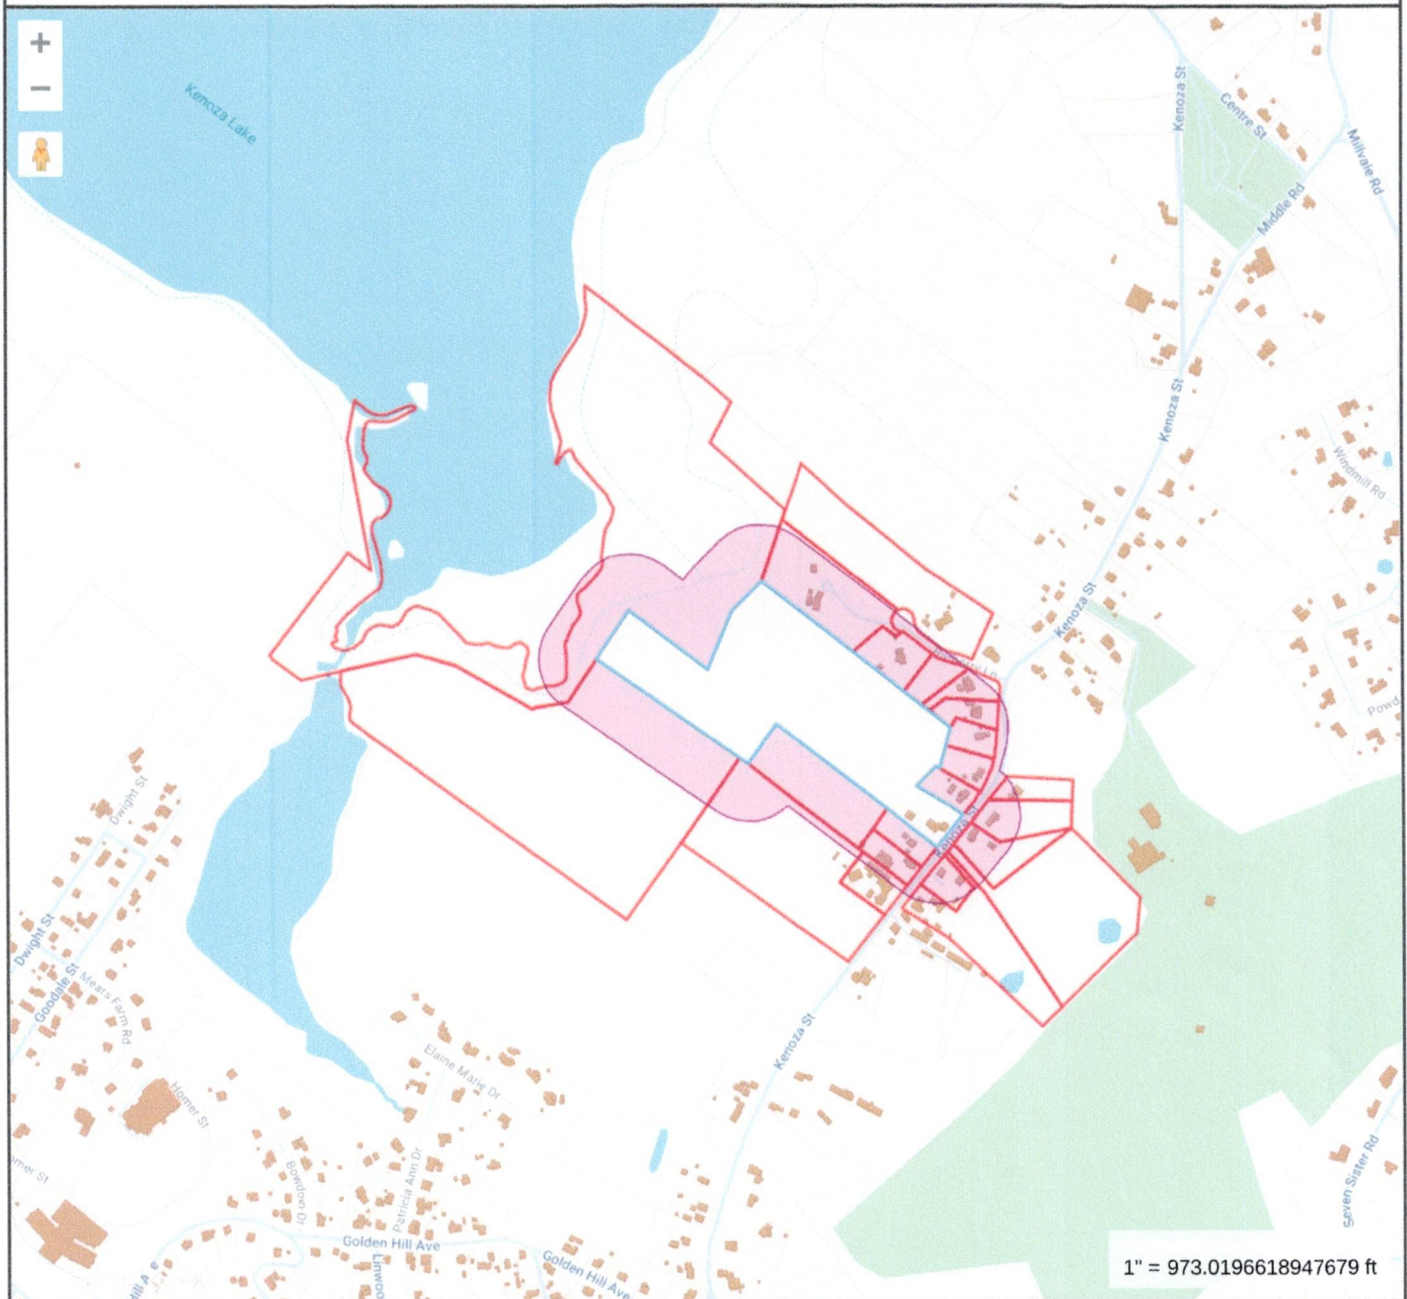 +
−
Kenoza Lake
Kenoza St
Centre St
Millvale Rd
Middle Rd
Kenoza St
Windmill Rd
Kenoza St
Powd
Kenoza St
Dwight St
Dwight St
Goodale St
Mears Farm Rd
Kenoza St
Elaine Marie Dr
Homer St
mer St
Bowdoin Dr
Patricia Ann Dr
Seven Sister Rd
Golden Hill Ave
Golden Hill Ave
Linwoo
1" = 973.0196618947679 ft